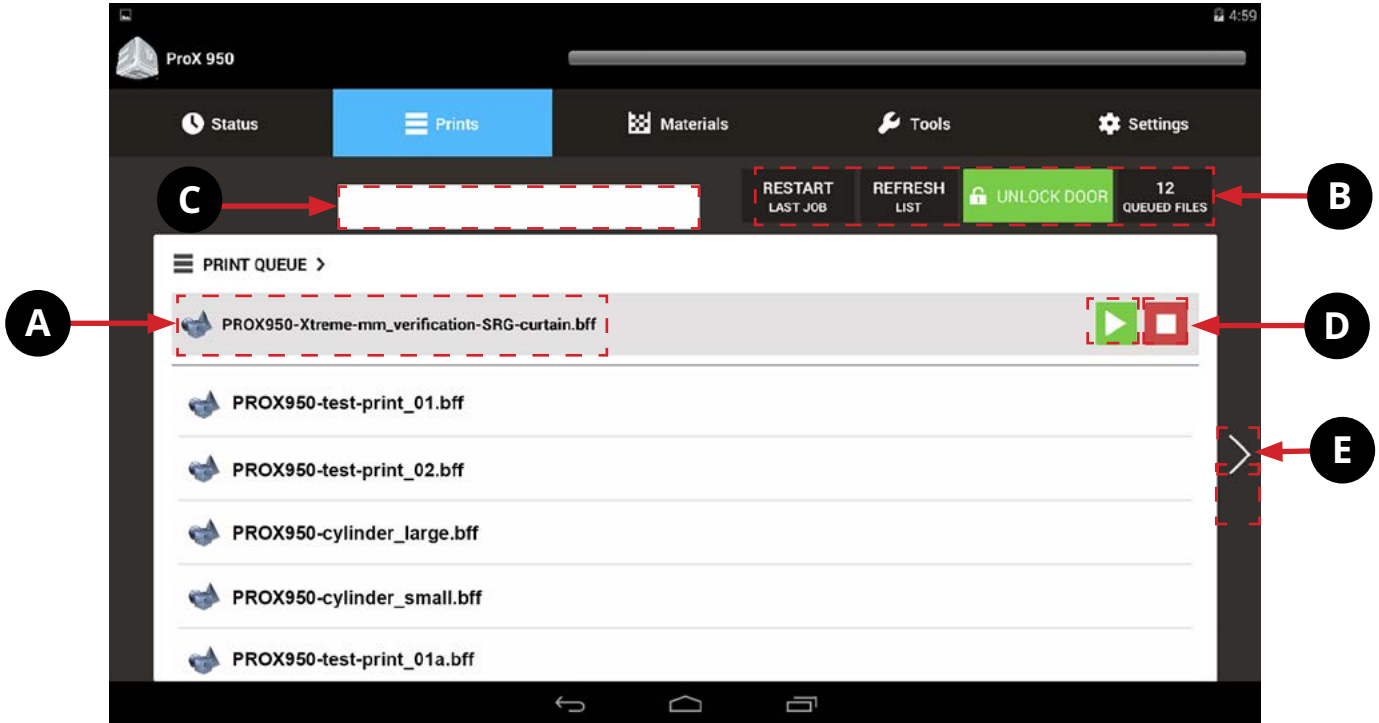 4:59
ProX 950
Status Prints Materials Tools Settings
C
RESTART
LAST JOB
REFRESH
LIST
UNLOCK DOOR
12
QUEUED FILES
B
PRINT QUEUE >
A
PROX950-Xtreme-mm_verification-SRG-curtain.bff
D
PROX950-test-print_01.bff
E
PROX950-test-print_02.bff
PROX950-cylinder_large.bff
PROX950-cylinder_small.bff
PROX950-test-print_01a.bff